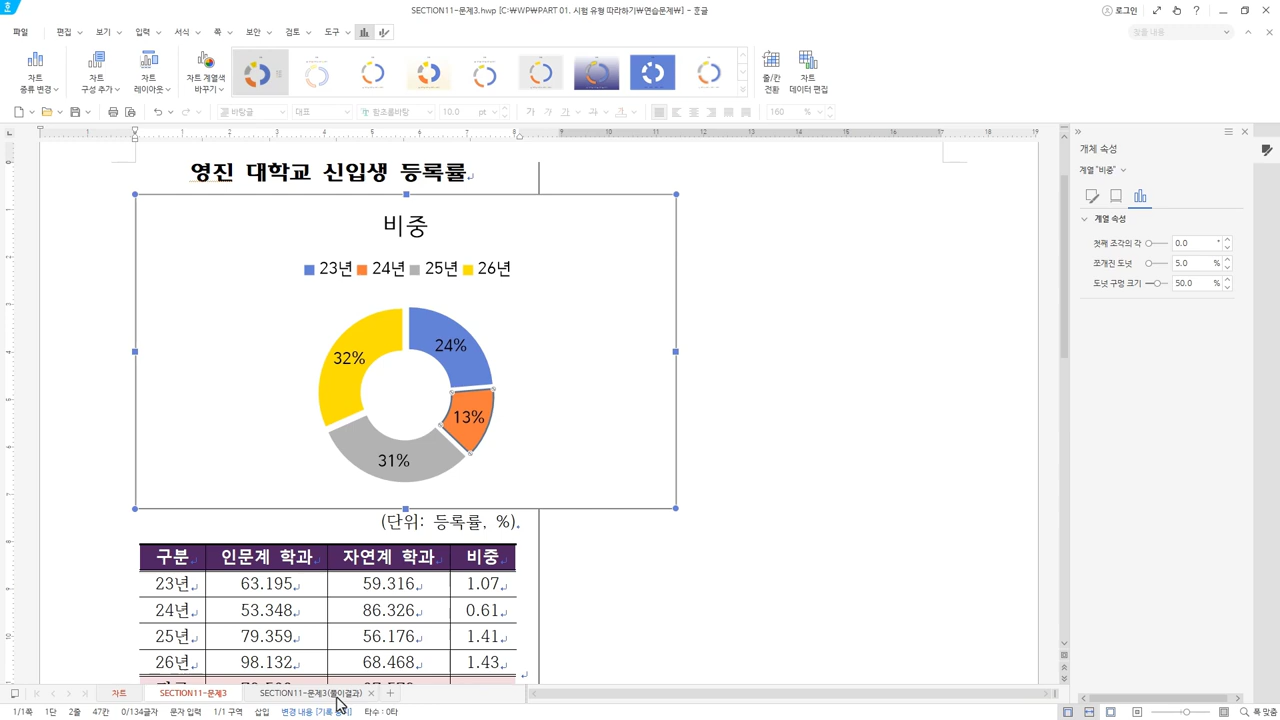 SECTION11-문제3.hwp [C:₩WP₩PART 01. 시험 유형 따라하기₩연습문제₩] - 훈글
로그인
파일 편집 보기 입력 서식 쪽 보안 검토 도구
찾을 내용
차트 종류 변경
차트 구성 추가
차트 레이아웃
차트 계열색 바꾸기
줄/칸 전환
차트 데이터 편집
바탕글 대표 함초롬바탕 10.0 pt 가 가 가 가 가 160 %
영진 대학교 신입생 등록률
비중
23년 24년 25년 26년
24%
32%
13%
31%
(단위: 등록률, %)
구분 인문계 학과 자연계 학과 비중
23년 63.195 59.316 1.07
24년 53.348 86.326 0.61
25년 79.359 56.176 1.41
26년 98.132 68.468 1.43
개체 속성
계열 "비중"
계열 속성
첫째 조각의 각 0.0 °
쪼개진 도넛 5.0 %
도넛 구멍 크기 50.0 %
차트 SECTION11-문제3 SECTION11-문제3(풀이결과)
1/1쪽 1단 2줄 47칸 0/134글자 문자 입력 1/1 구역 삽입 변경 내용 [기록 중지] 타수 : 0타
폭 맞춤